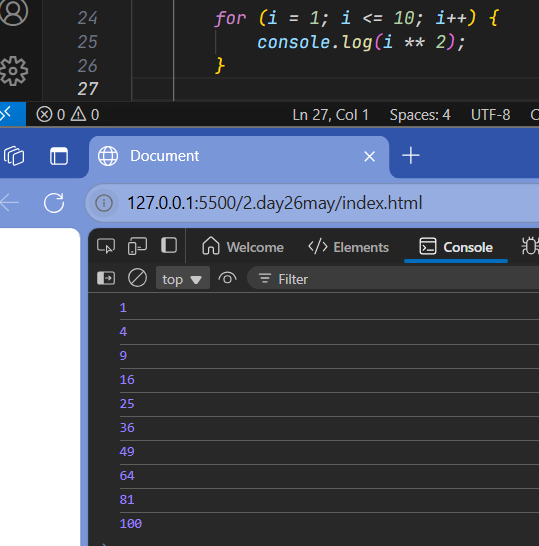 24 for (i = 1; i <= 10; i++) {
25 console.log(i ** 2);
26 }
27
0 0 Ln 27, Col 1 Spaces: 4 UTF-8
Document
127.0.0.1:5500/2.day26may/index.html
Welcome Elements Console
top Filter
1
4
9
16
25
36
49
64
81
100